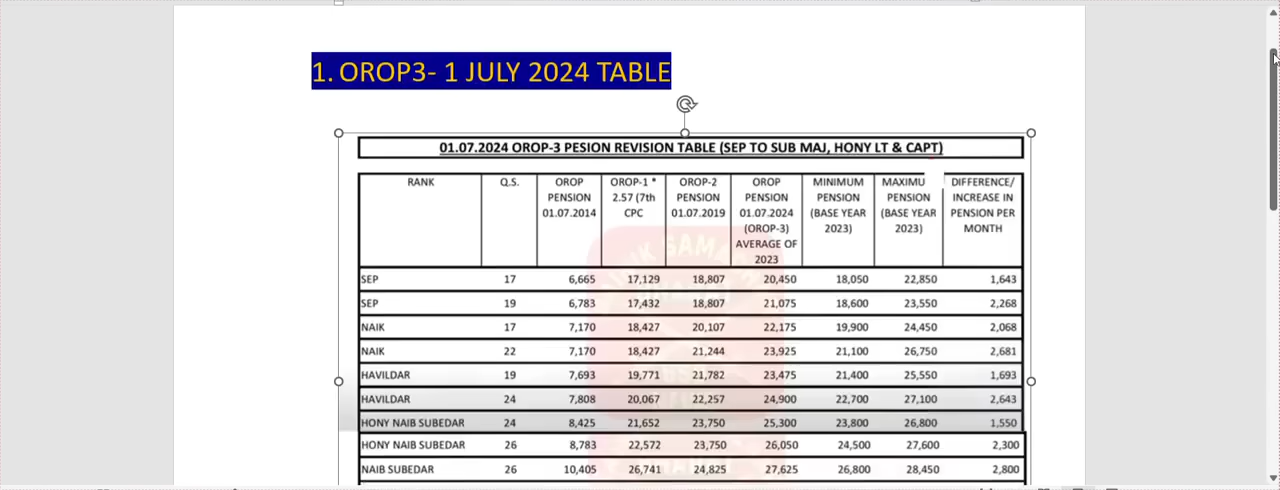 1. OROP3- 1 JULY 2024 TABLE
01.07.2024 OROP-3 PESION REVISION TABLE (SEP TO SUB MAJ, HONY LT & CAPT)
RANK Q.S. OROP PENSION 01.07.2014 OROP-1 * 2.57 (7th CPC OROP-2 PENSION 01.07.2019 OROP PENSION 01.07.2024 (OROP-3) AVERAGE OF 2023 MINIMUM PENSION (BASE YEAR 2023) MAXIMU PENSION (BASE YEAR 2023) DIFFERENCE/ INCREASE IN PENSION PER MONTH
SEP 17 6,665 17,129 18,807 20,450 18,050 22,850 1,643
SEP 19 6,783 17,432 18,807 21,075 18,600 23,550 2,268
NAIK 17 7,170 18,427 20,107 22,175 19,900 24,450 2,068
NAIK 22 7,170 18,427 21,244 23,925 21,100 26,750 2,681
HAVILDAR 19 7,693 19,771 21,782 23,475 21,400 25,550 1,693
HAVILDAR 24 7,808 20,067 22,257 24,900 22,700 27,100 2,643
HONY NAIB SUBEDAR 24 8,425 21,652 23,750 25,300 23,800 26,800 1,550
HONY NAIB SUBEDAR 26 8,783 22,572 23,750 26,050 24,500 27,600 2,300
NAIB SUBEDAR 26 10,405 26,741 24,825 27,625 26,800 28,450 2,800